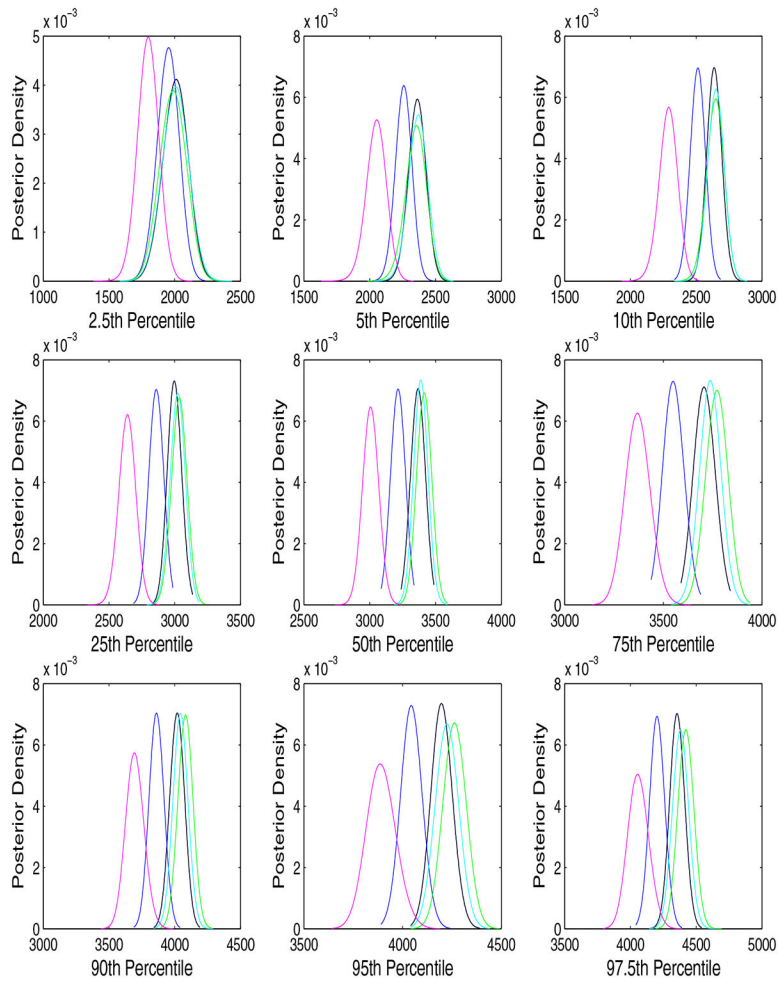 x 10⁻³ x 10⁻³ x 10⁻³
5 8 8
4 6 6
3 4 4
2 2 2
1
0 0 0
Posterior Density Posterior Density Posterior Density
1000 1500 2000 2500 1500 2000 2500 3000 1500 2000 2500 3000
2.5th Percentile 5th Percentile 10th Percentile
x 10⁻³ x 10⁻³ x 10⁻³
8 8 8
6 6 6
4 4 4
2 2 2
0 0 0
Posterior Density Posterior Density Posterior Density
2000 2500 3000 3500 2500 3000 3500 4000 3000 3500 4000
25th Percentile 50th Percentile 75th Percentile
x 10⁻³ x 10⁻³ x 10⁻³
8 8 8
6 6 6
4 4 4
2 2 2
0 0 0
Posterior Density Posterior Density Posterior Density
3000 3500 4000 4500 3500 4000 4500 3500 4000 4500 5000
90th Percentile 95th Percentile 97.5th Percentile